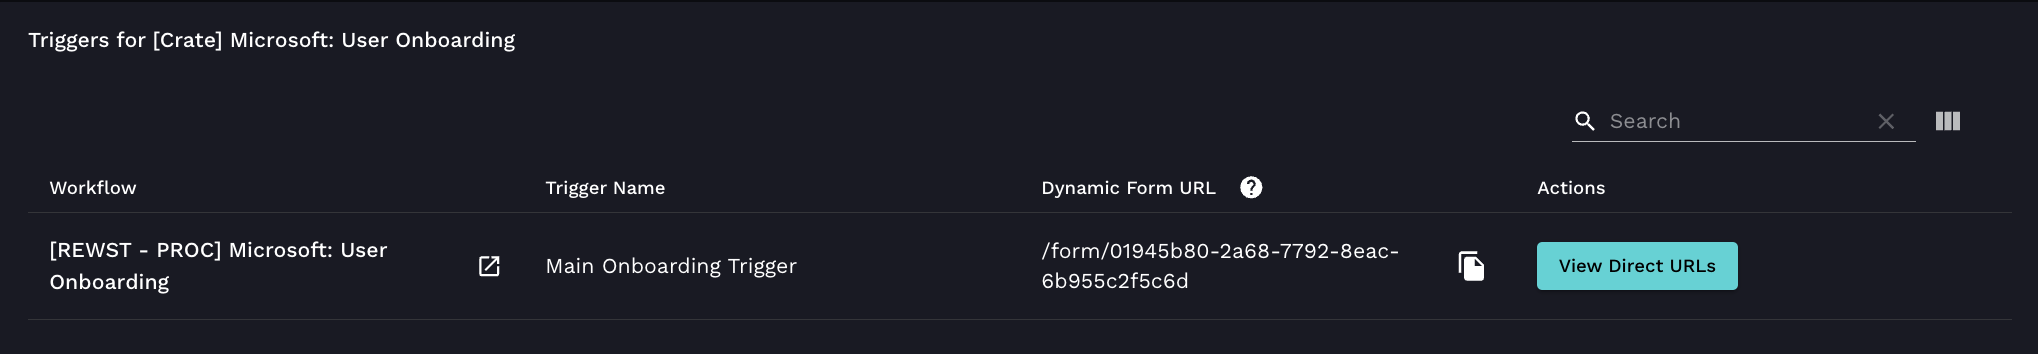 Triggers for [Crate] Microsoft: User Onboarding
Search
Workflow
Trigger Name
Dynamic Form URL
Actions
[REWST - PROC] Microsoft: User
Onboarding
Main Onboarding Trigger
/form/01945b80-2a68-7792-8eac-
6b955c2f5c6d
View Direct URLs